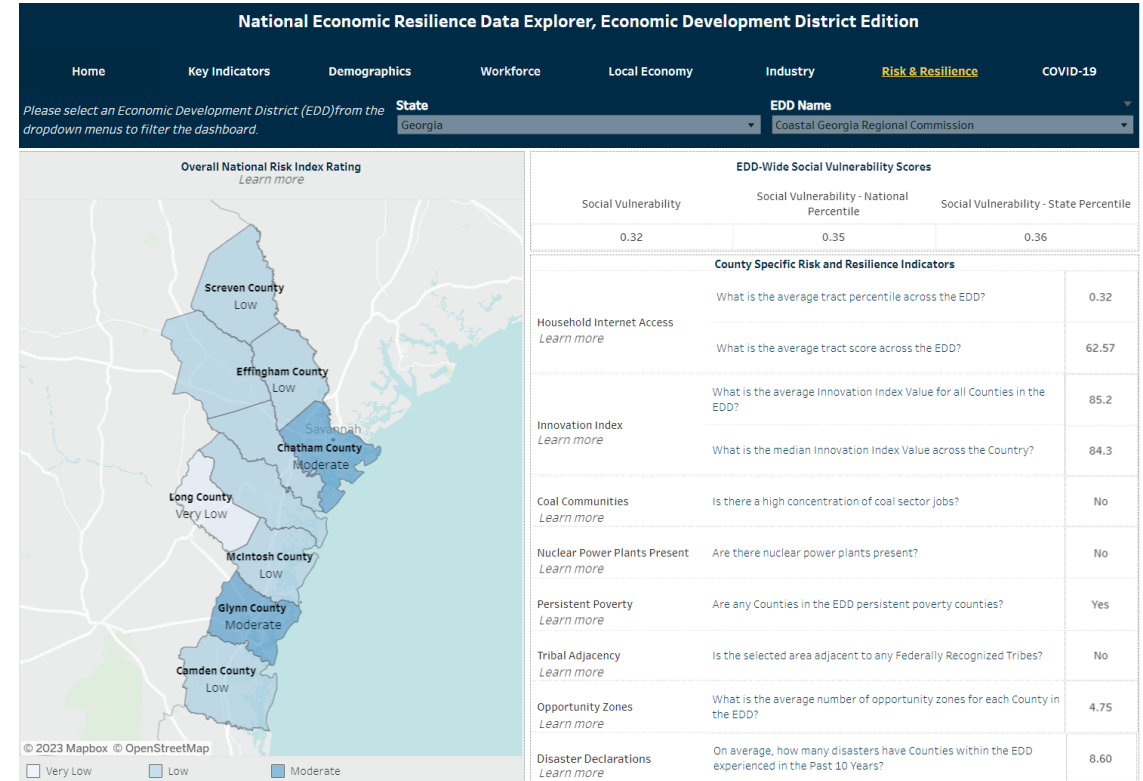 National Economic Resilience Data Explorer, Economic Development District Edition
Home Key Indicators Demographics Workforce Local Economy Industry Risk & Resilience COVID-19
Please select an Economic Development District (EDD)from the
dropdown menus to filter the dashboard.
State
Georgia
EDD Name
Coastal Georgia Regional Commission
Overall National Risk Index Rating
Learn more
Screven County
Low
Effingham County
Low
Savannah
Chatham County
Moderate
Long County
Very Low
McIntosh County
Low
Glynn County
Moderate
Camden County
Low
© 2023 Mapbox © OpenStreetMap
Very Low Low Moderate
EDD-Wide Social Vulnerability Scores
Social Vulnerability
Social Vulnerability - National
Percentile
Social Vulnerability - State Percentile
0.32 0.35 0.36
County Specific Risk and Resilience Indicators
Household Internet Access
Learn more
What is the average tract percentile across the EDD? 0.32
What is the average tract score across the EDD? 62.57
Innovation Index
Learn more
What is the average Innovation Index Value for all Counties in the
EDD?
85.2
What is the median Innovation Index Value across the Country? 84.3
Coal Communities
Learn more
Is there a high concentration of coal sector jobs? No
Nuclear Power Plants Present
Learn more
Are there nuclear power plants present? No
Persistent Poverty
Learn more
Are any Counties in the EDD persistent poverty counties? Yes
Tribal Adjacency
Learn more
Is the selected area adjacent to any Federally Recognized Tribes? No
Opportunity Zones
Learn more
What is the average number of opportunity zones for each County in
the EDD?
4.75
Disaster Declarations
Learn more
On average, how many disasters have Counties within the EDD
experienced in the Past 10 Years?
8.60